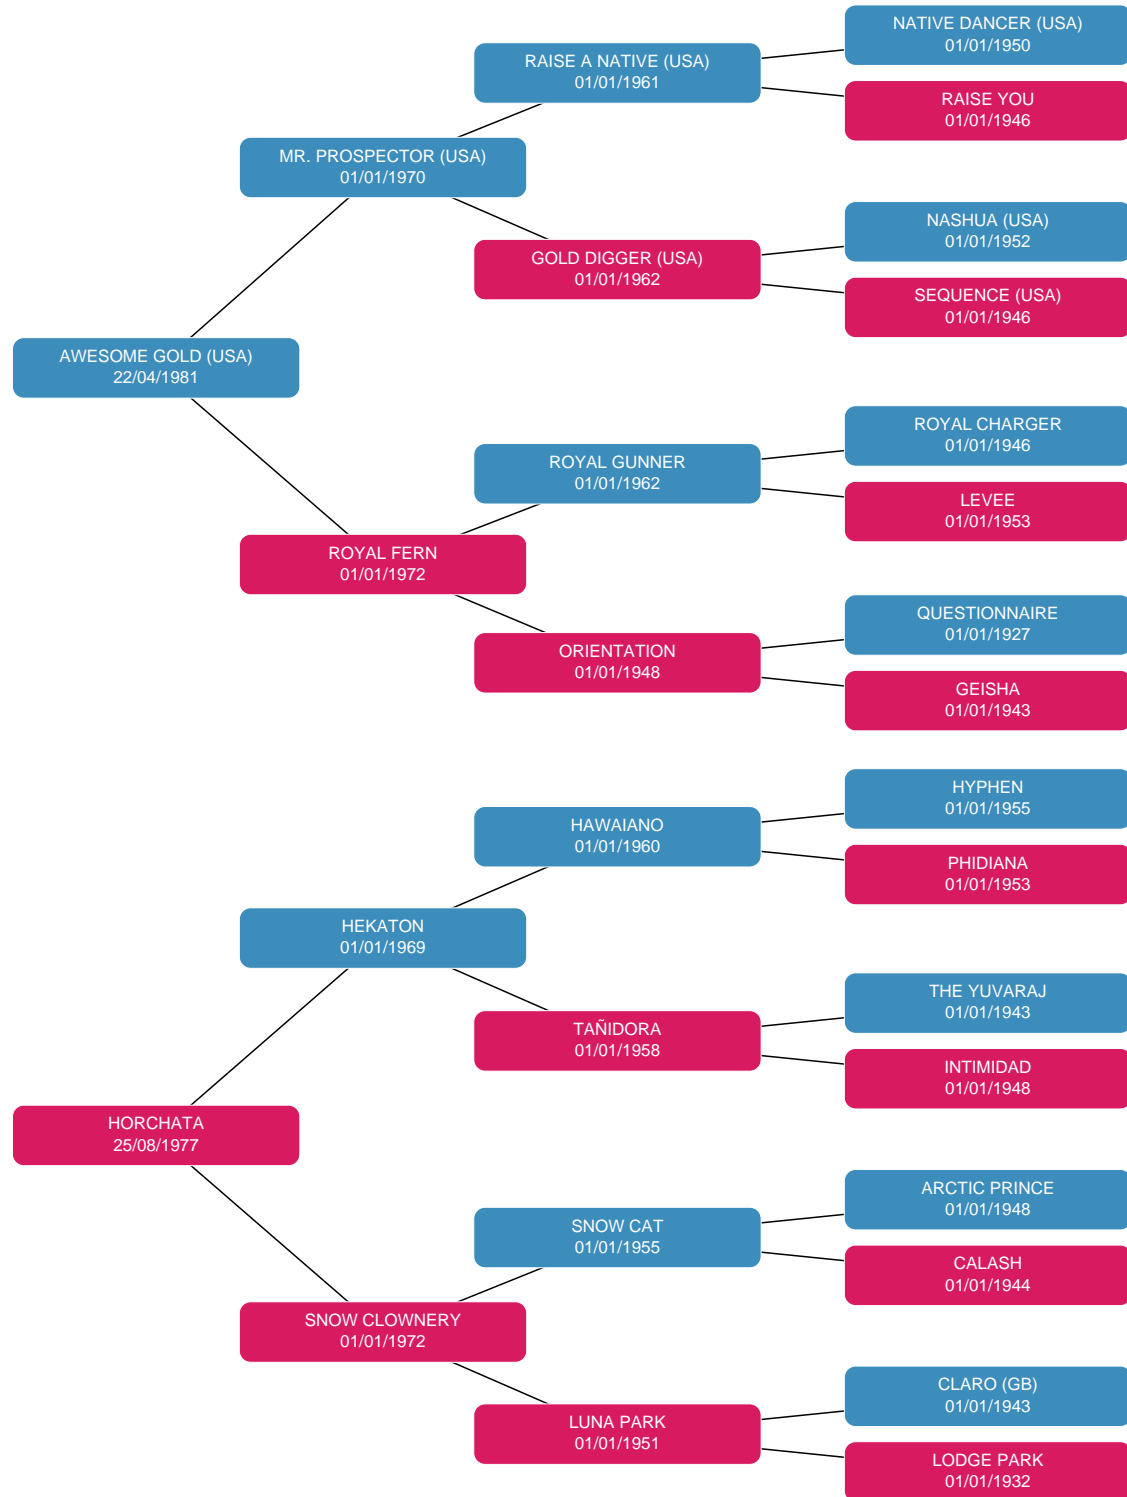 NATIVE DANCER (USA)
01/01/1950
RAISE A NATIVE (USA)
01/01/1961
RAISE YOU
01/01/1946
MR. PROSPECTOR (USA)
01/01/1970
NASHUA (USA)
01/01/1952
GOLD DIGGER (USA)
01/01/1962
SEQUENCE (USA)
01/01/1946
AWESOME GOLD (USA)
22/04/1981
ROYAL CHARGER
01/01/1946
ROYAL GUNNER
01/01/1962
LEVEE
01/01/1953
ROYAL FERN
01/01/1972
QUESTIONNAIRE
01/01/1927
ORIENTATION
01/01/1948
GEISHA
01/01/1943
HYPHEN
01/01/1955
HAWAIANO
01/01/1960
PHIDIANA
01/01/1953
HEKATON
01/01/1969
THE YUVARAJ
01/01/1943
TAÑIDORA
01/01/1958
INTIMIDAD
01/01/1948
HORCHATA
25/08/1977
ARCTIC PRINCE
01/01/1948
SNOW CAT
01/01/1955
CALASH
01/01/1944
SNOW CLOWNERY
01/01/1972
CLARO (GB)
01/01/1943
LUNA PARK
01/01/1951
LODGE PARK
01/01/1932